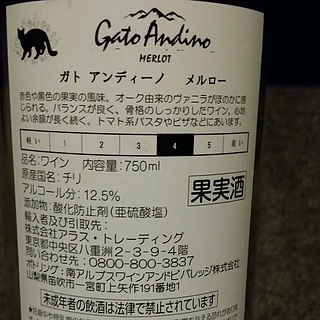 Gato Andino
MERLOT
ガト アンディーノ メルロー
赤色や黒色の果実の風味。オーク由来のヴァニラがほのかに感
じられる。バランスが良く、骨格のしっかりしたワイン。心地
よい余韻が長く続く。トマト系パスタやピザなどにあいます。
軽い 1 2 3 4 5 重い
品名:ワイン 内容量:750ml
原産国名:チリ
アルコール分:12.5%
果実酒
添加物:酸化防止剤(亜硫酸塩)
輸入者及び引取先:
株式会社アラス・トレーディング
東京都中央区八重洲2-3-9-4階
問い合わせ先:0800-800-3837
ボトリング:南アルプスワインアンドビバレッジ株式会社
山梨県笛吹市一宮町上矢作191番地1
未成年者の飲酒は法律で禁止されています